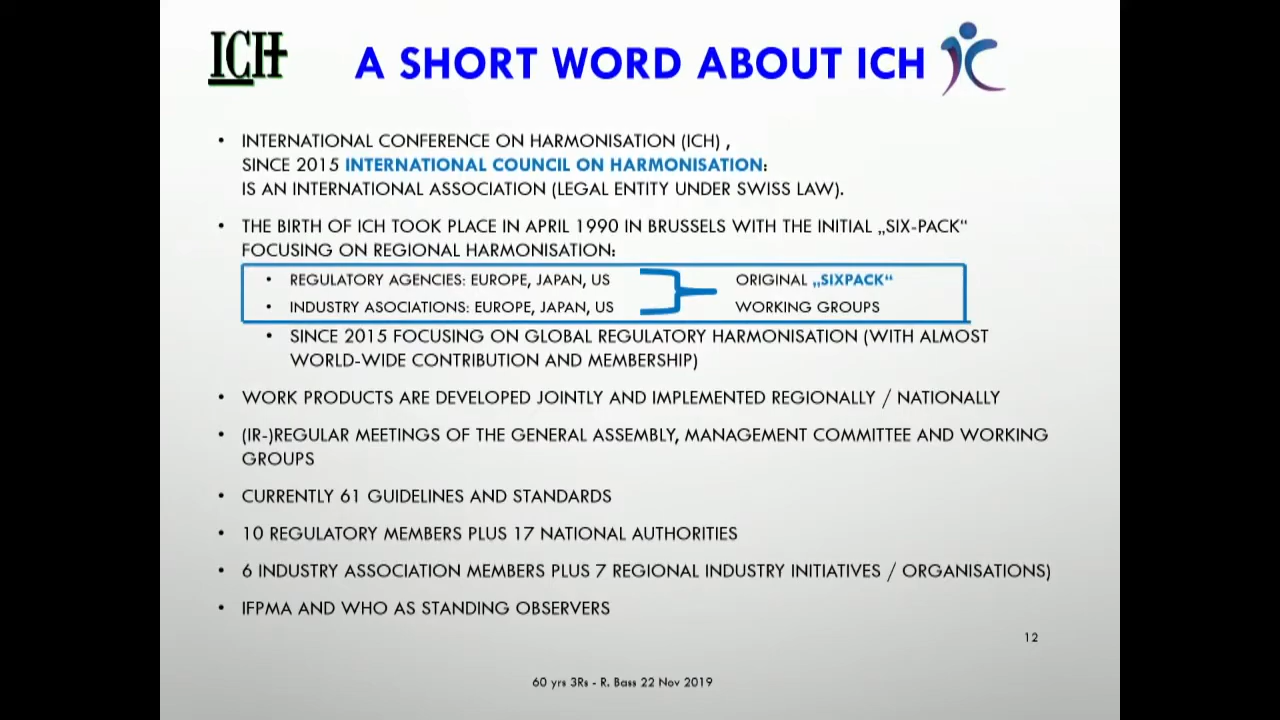 ICH
A SHORT WORD ABOUT ICH
• INTERNATIONAL CONFERENCE ON HARMONISATION (ICH) ,
SINCE 2015 INTERNATIONAL COUNCIL ON HARMONISATION:
IS AN INTERNATIONAL ASSOCIATION (LEGAL ENTITY UNDER SWISS LAW).
• THE BIRTH OF ICH TOOK PLACE IN APRIL 1990 IN BRUSSELS WITH THE INITIAL „SIX-PACK“
FOCUSING ON REGIONAL HARMONISATION:
• REGULATORY AGENCIES: EUROPE, JAPAN, US ORIGINAL „SIXPACK“
• INDUSTRY ASOCIATIONS: EUROPE, JAPAN, US WORKING GROUPS
• SINCE 2015 FOCUSING ON GLOBAL REGULATORY HARMONISATION (WITH ALMOST
WORLD-WIDE CONTRIBUTION AND MEMBERSHIP)
• WORK PRODUCTS ARE DEVELOPED JOINTLY AND IMPLEMENTED REGIONALLY / NATIONALLY
• (IR-)REGULAR MEETINGS OF THE GENERAL ASSEMBLY, MANAGEMENT COMMITTEE AND WORKING
GROUPS
• CURRENTLY 61 GUIDELINES AND STANDARDS
• 10 REGULATORY MEMBERS PLUS 17 NATIONAL AUTHORITIES
• 6 INDUSTRY ASSOCIATION MEMBERS PLUS 7 REGIONAL INDUSTRY INITIATIVES / ORGANISATIONS)
• IFPMA AND WHO AS STANDING OBSERVERS
12
60 yrs 3Rs - R. Bass 22 Nov 2019